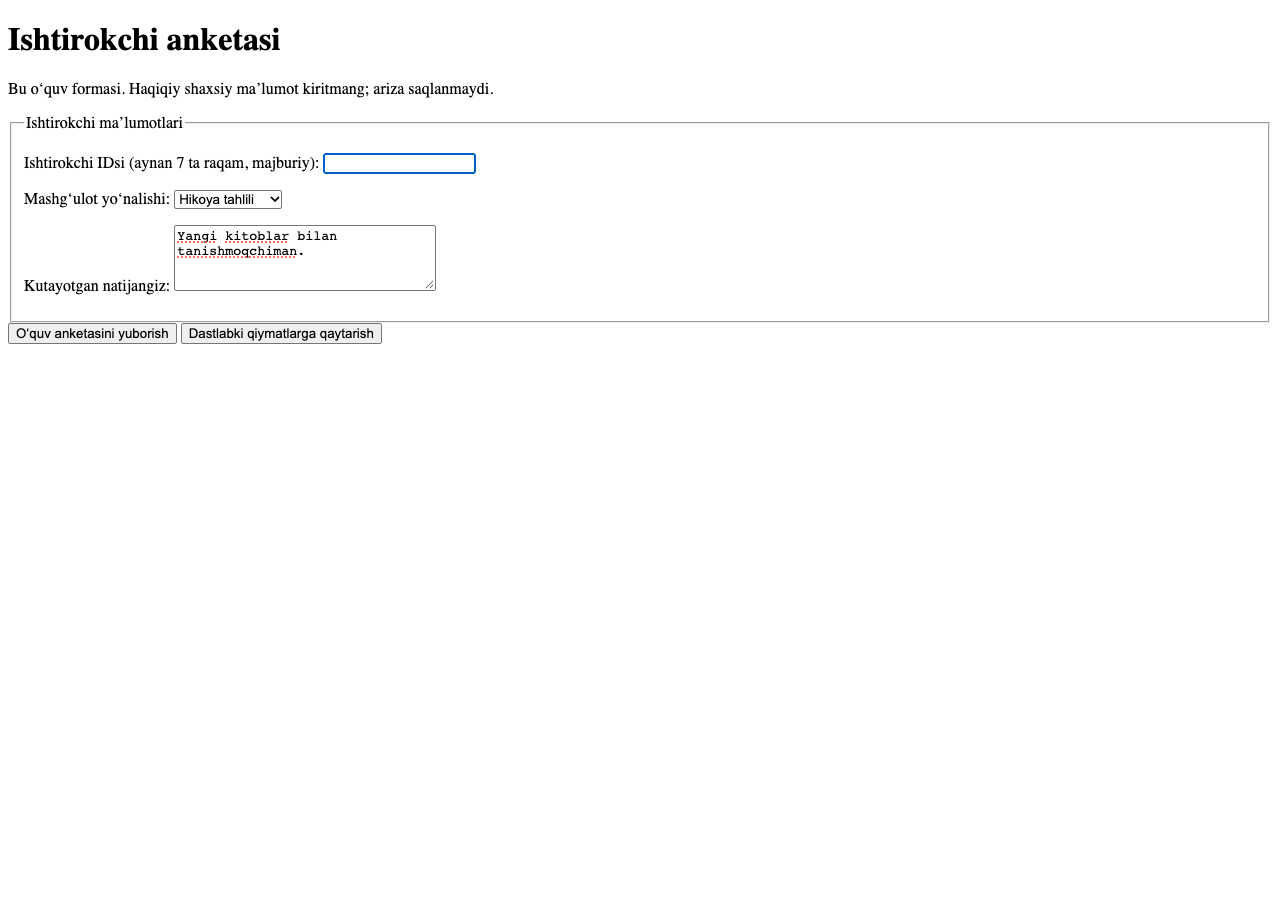 Ishtirokchi anketasi
Bu o‘quv formasi. Haqiqiy shaxsiy ma’lumot kiritmang; ariza saqlanmaydi.
Ishtirokchi ma’lumotlari
Ishtirokchi IDsi (aynan 7 ta raqam, majburiy):
Mashg‘ulot yo‘nalishi: Hikoya tahlili
Yangi kitoblar bilan
tanishmoqchiman.
Kutayotgan natijangiz:
O‘quv anketasini yuborish Dastlabki qiymatlarga qaytarish